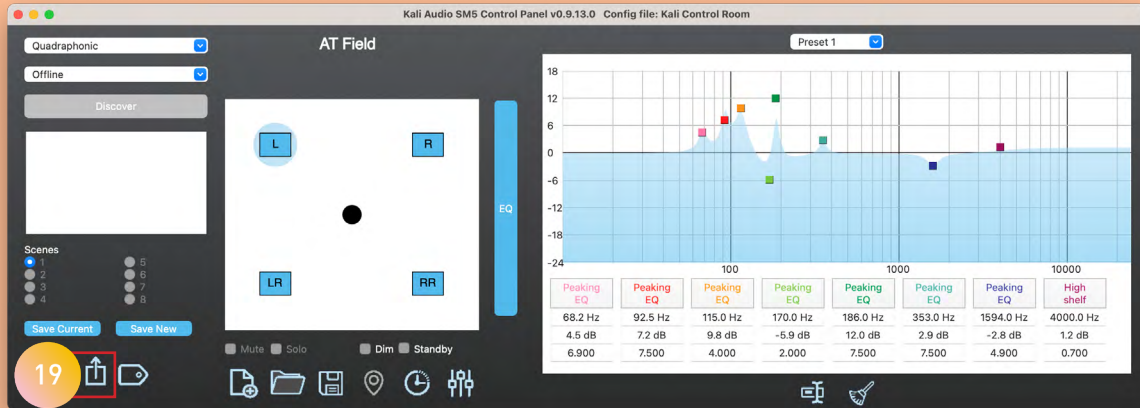 Kali Audio SM5 Control Panel v0.9.13.0 Config file: Kali Control Room
Quadraphonic
Offline
Discover
Scenes
1 5
2 6
3 7
4 8
Save Current Save New
19
AT Field
L R
LR RR
EQ
Mute Solo Dim Standby
Preset 1
18
12
6
0
-6
-12
-18
-24
100 1000 10000
Peaking EQ Peaking EQ Peaking EQ Peaking EQ Peaking EQ Peaking EQ Peaking EQ High shelf
68.2 Hz 92.5 Hz 115.0 Hz 170.0 Hz 186.0 Hz 353.0 Hz 1594.0 Hz 4000.0 Hz
4.5 dB 7.2 dB 9.8 dB -5.9 dB 12.0 dB 2.9 dB -2.8 dB 1.2 dB
6.900 7.500 4.000 2.000 7.500 7.500 4.900 0.700